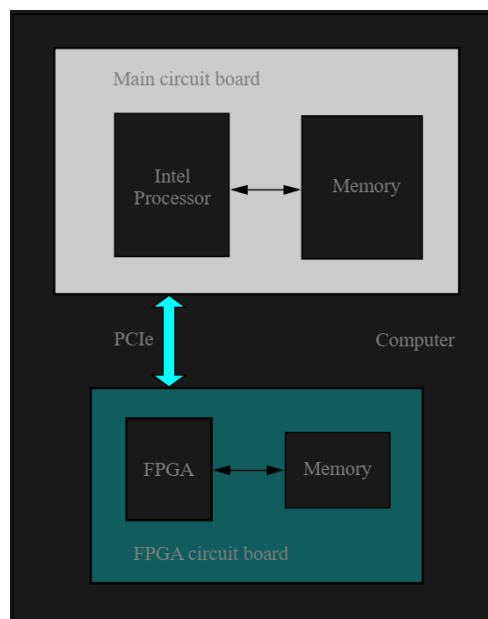 Main circuit board
Intel
Processor
Memory
PCIe
Computer
FPGA
Memory
FPGA circuit board